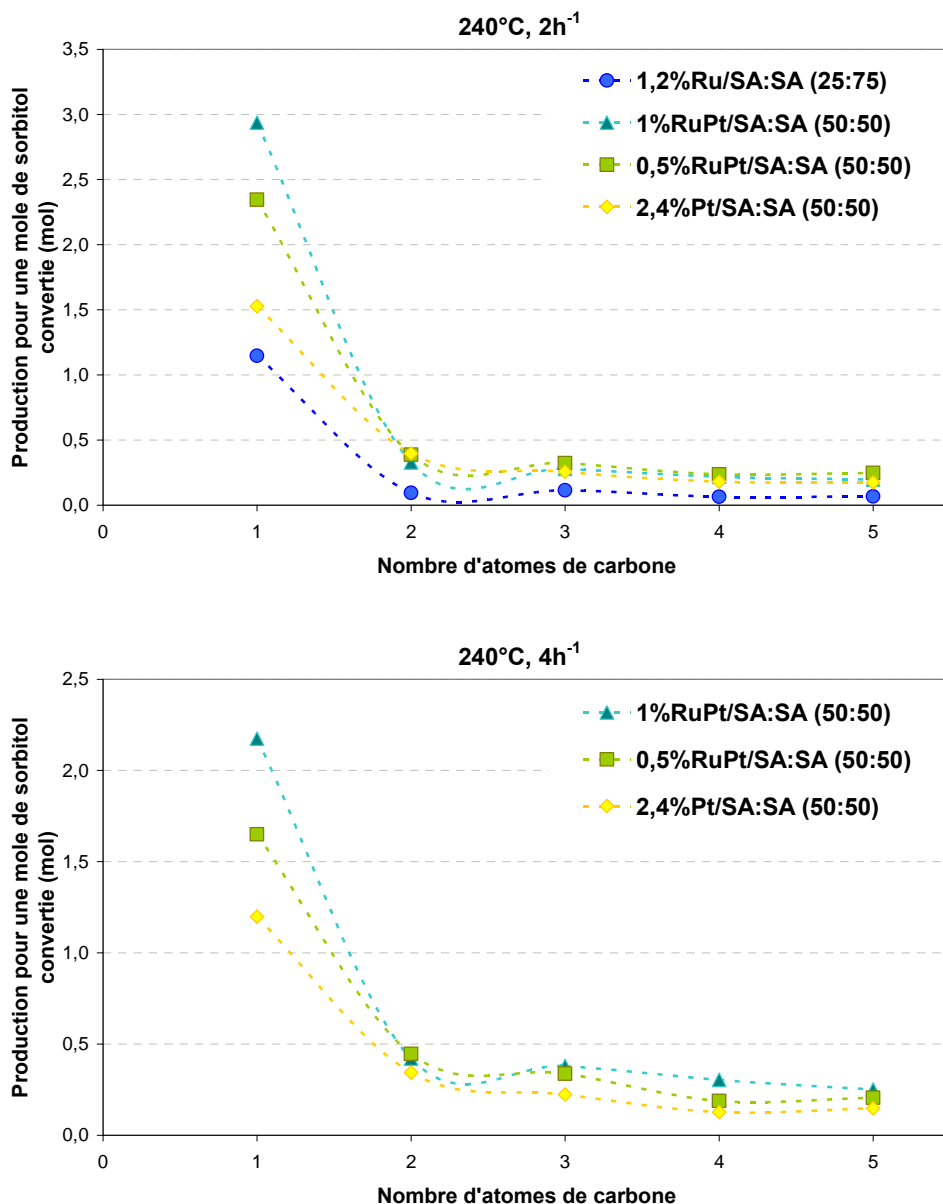 240°C, 2h-1
3,5
3,0
2,5
2,0
1,5
1,0
0,5
0,0
0
1
2
3
4
5
Production pour une mole de sorbitol
convertie (mol)
Nombre d'atomes de carbone
1,2%Ru/SA:SA (25:75)
1%RuPt/SA:SA (50:50)
0,5%RuPt/SA:SA (50:50)
2,4%Pt/SA:SA (50:50)
240°C, 4h-1
2,5
2,0
1,5
1,0
0,5
0,0
0
1
2
3
4
5
Production pour une mole de sorbitol
convertie (mol)
Nombre d'atomes de carbone
1%RuPt/SA:SA (50:50)
0,5%RuPt/SA:SA (50:50)
2,4%Pt/SA:SA (50:50)